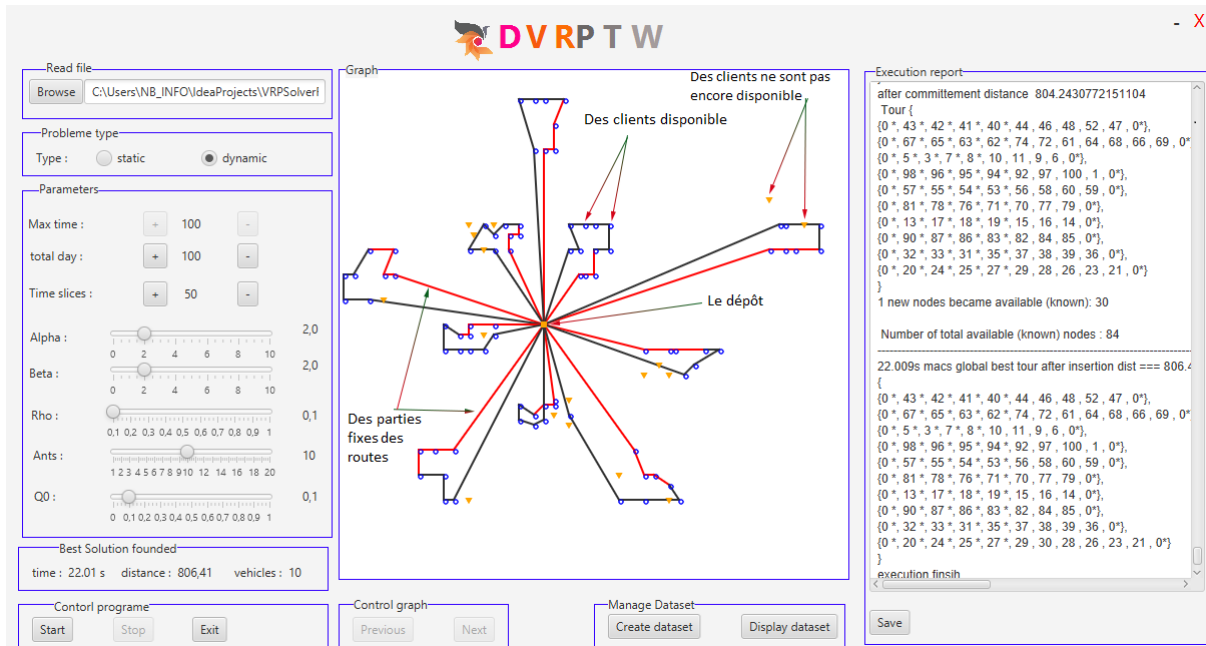 DVRPTW
- X
Read file
Browse C:\Users\NB_INFO\IdeaProjects\VRPSolverI
Probleme type
Type : static dynamic
Parameters
Max time : + 100 -
total day : + 100 -
Time slices : + 50 -
Alpha : 2,0
0 2 4 6 8 10
Beta : 2,0
0 2 4 6 8 10
Rho : 0,1
0,1 0,2 0,3 0,4 0,5 0,6 0,7 0,8 0,9 1
Ants : 10
1 2 3 4 5 6 7 8 9 10 12 14 16 18 20
Q0 : 0,1
0 0,1 0,2 0,3 0,4 0,5 0,6 0,7 0,8 0,9 1
Best Solution founded
time : 22.01 s distance : 806,41 vehicles : 10
Contorl programe
Start Stop Exit
Graph
Des clients ne sont pas
encore disponible
Des clients disponible
Le dépôt
Des parties
fixes des
routes
Control graph
Previous Next
Manage Dataset
Create dataset Display dataset
Execution report
}
after committement distance 804.2430772151104
Tour {
{0 *, 43 *, 42 *, 41 *, 40 *, 44 , 46 , 48 , 52 , 47 , 0*},
{0 *, 67 *, 65 *, 63 *, 62 *, 74 , 72 , 61 , 64 , 68 , 66 , 69 , 0*
{0 *, 5 *, 3 *, 7 *, 8 *, 10 , 11 , 9 , 6 , 0*},
{0 *, 98 *, 96 *, 95 *, 94 *, 92 , 97 , 100 , 1 , 0*},
{0 *, 57 *, 55 *, 54 *, 53 *, 56 , 58 , 60 , 59 , 0*},
{0 *, 81 *, 78 *, 76 *, 71 *, 70 , 77 , 79 , 0*},
{0 *, 13 *, 17 *, 18 *, 19 *, 15 , 16 , 14 , 0*},
{0 *, 90 *, 87 *, 86 *, 83 *, 82 , 84 , 85 , 0*},
{0 *, 32 *, 33 *, 31 *, 35 *, 37 , 38 , 39 , 36 , 0*},
{0 *, 20 *, 24 *, 25 *, 27 *, 29 , 28 , 26 , 23 , 21 , 0*}
}
1 new nodes became available (known): 30
Number of total available (known) nodes : 84
22.009s macs global best tour after insertion dist === 806.4
{
{0 *, 43 *, 42 *, 41 *, 40 *, 44 , 46 , 48 , 52 , 47 , 0*},
{0 *, 67 *, 65 *, 63 *, 62 *, 74 , 72 , 61 , 64 , 68 , 66 , 69 , 0*
{0 *, 5 *, 3 *, 7 *, 8 *, 10 , 11 , 9 , 6 , 0*},
{0 *, 98 *, 96 *, 95 *, 94 *, 92 , 97 , 100 , 1 , 0*},
{0 *, 57 *, 55 *, 54 *, 53 *, 56 , 58 , 60 , 59 , 0*},
{0 *, 81 *, 78 *, 76 *, 71 *, 70 , 77 , 79 , 0*},
{0 *, 13 *, 17 *, 18 *, 19 *, 15 , 16 , 14 , 0*},
{0 *, 90 *, 87 *, 86 *, 83 *, 82 , 84 , 85 , 0*},
{0 *, 32 *, 33 *, 31 *, 35 *, 37 , 38 , 39 , 36 , 0*},
{0 *, 20 *, 24 *, 25 *, 27 *, 29 , 30 , 28 , 26 , 23 , 21 , 0*}
}
execution finsih
Save